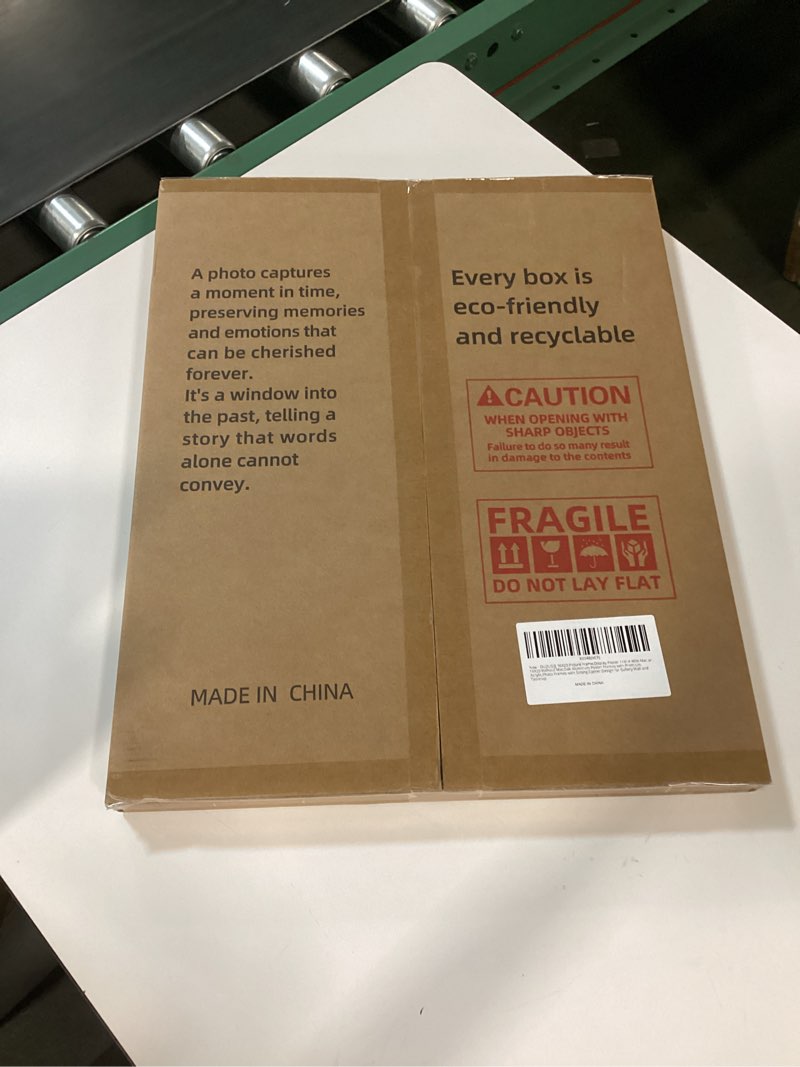 A photo captures
a moment in time,
preserving memories
and emotions that
can be cherished
forever.
It's a window into
the past, telling a
story that words
alone cannot
convey.
MADE IN CHINA
Every box is
eco-friendly
and recyclable
CAUTION
WHEN OPENING WITH
SHARP OBJECTS
Failure to do so many result
in damage to the contents
FRAGILE
DO NOT LAY FLAT
MADE IN CHINA